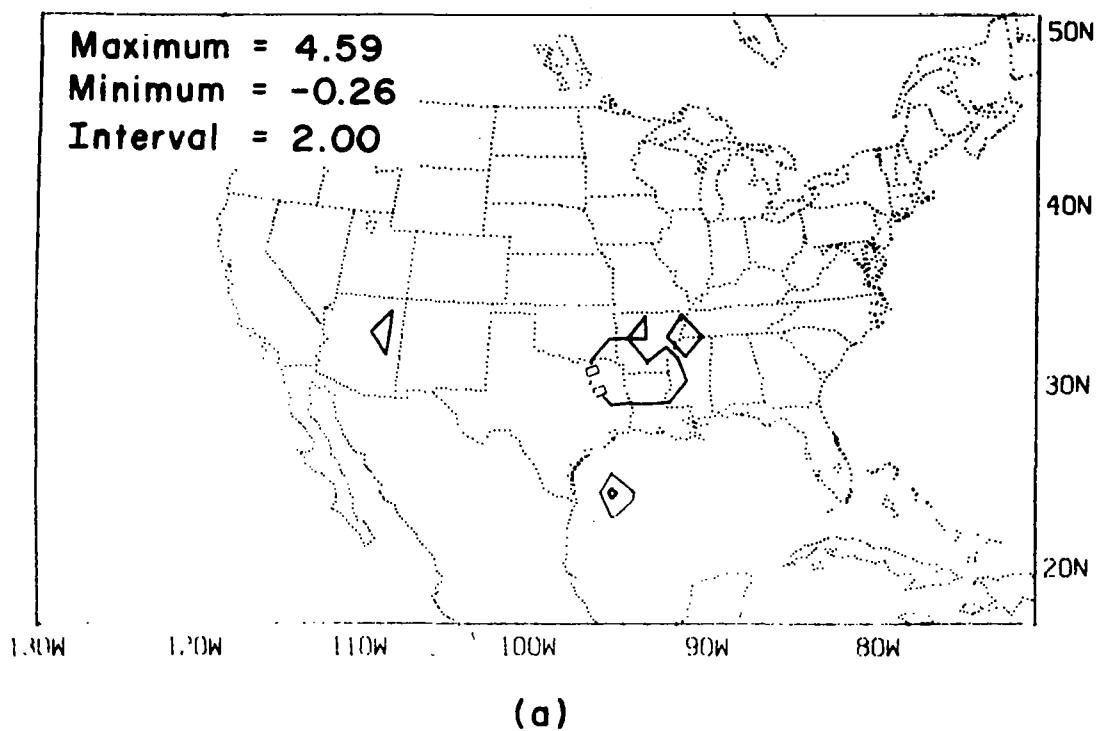 Maximum = 4.59
Minimum = -0.26
Interval = 2.00
50N
40N
30N
20N
130W 120W 110W 100W 90W 80W
(a)